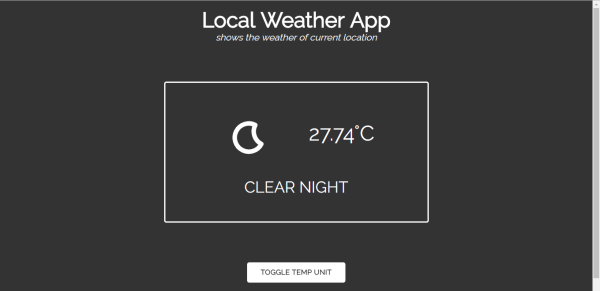 Local Weather App
shows the weather of current location
27.74°C
CLEAR NIGHT
TOGGLE TEMP UNIT